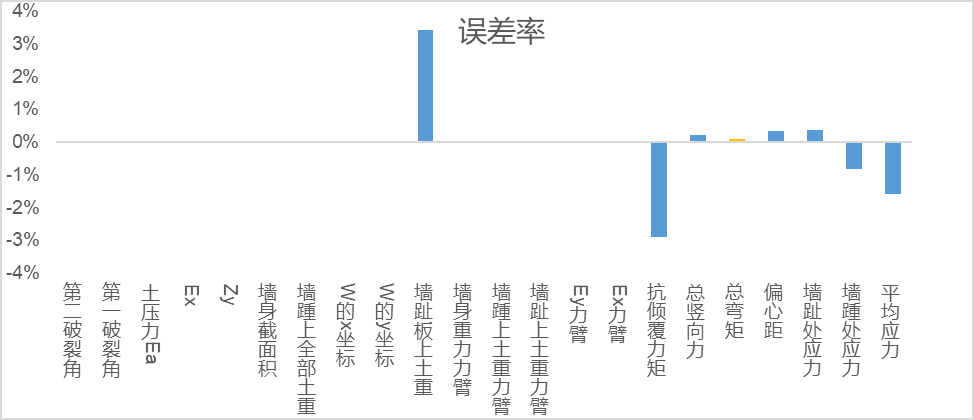 误差率
4%
3%
2%
1%
0%
-1%
-2%
-3%
-4%
第二破裂角
第一破裂角
土压力Ea
Ex
Zy
墙身截面积
墙踵上全部土重
W的x坐标
W的y坐标
墙趾板上土重
墙身重力力臂
墙踵上土重力臂
墙趾上土重力臂
Ey力臂
Ex力臂
抗倾覆力矩
总竖向力
总弯矩
偏心距
墙趾处应力
墙踵处应力
平均应力